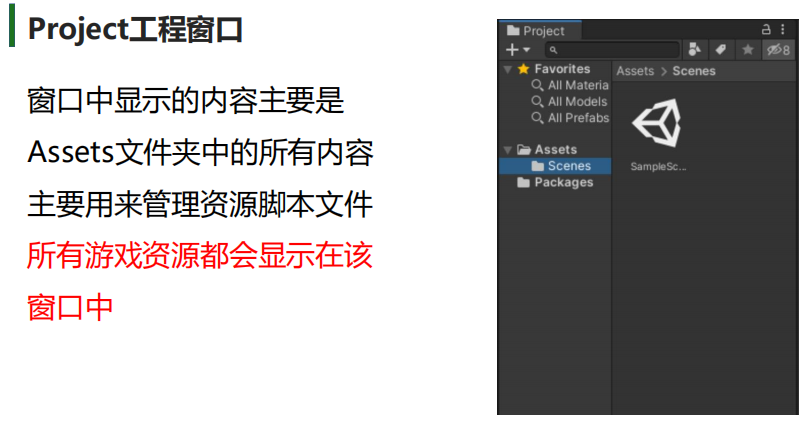 Project工程窗口
窗口中显示的内容主要是
Assets文件夹中的所有内容
主要用来管理资源脚本文件
所有游戏资源都会显示在该
窗口中
Project
8
Favorites
All Materia
All Models
All Prefabs
Assets
Scenes
Packages
Assets > Scenes
SampleSc...